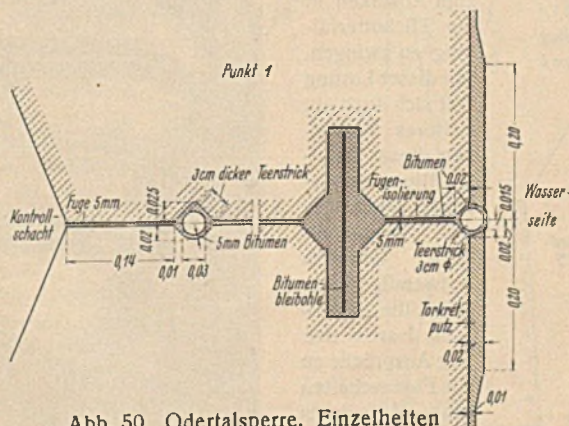 Punkt 1
3cm dicker Teerstrick
Fuge 5mm
0,025
0,02
Kontroll-
schacht
0,14
0,01
0,03
5mm Bitumen
Bitumen-
bleibohle
Fugen-
isolierung
5mm
Bitumen
0,02
0,015
0,02
Teerstrick
3cm ϕ
Wasser-
seite
0,20
0,20
Torkret-
putz
0,02
0,01
Abb. 50. Odertalsperre. Einzelheiten